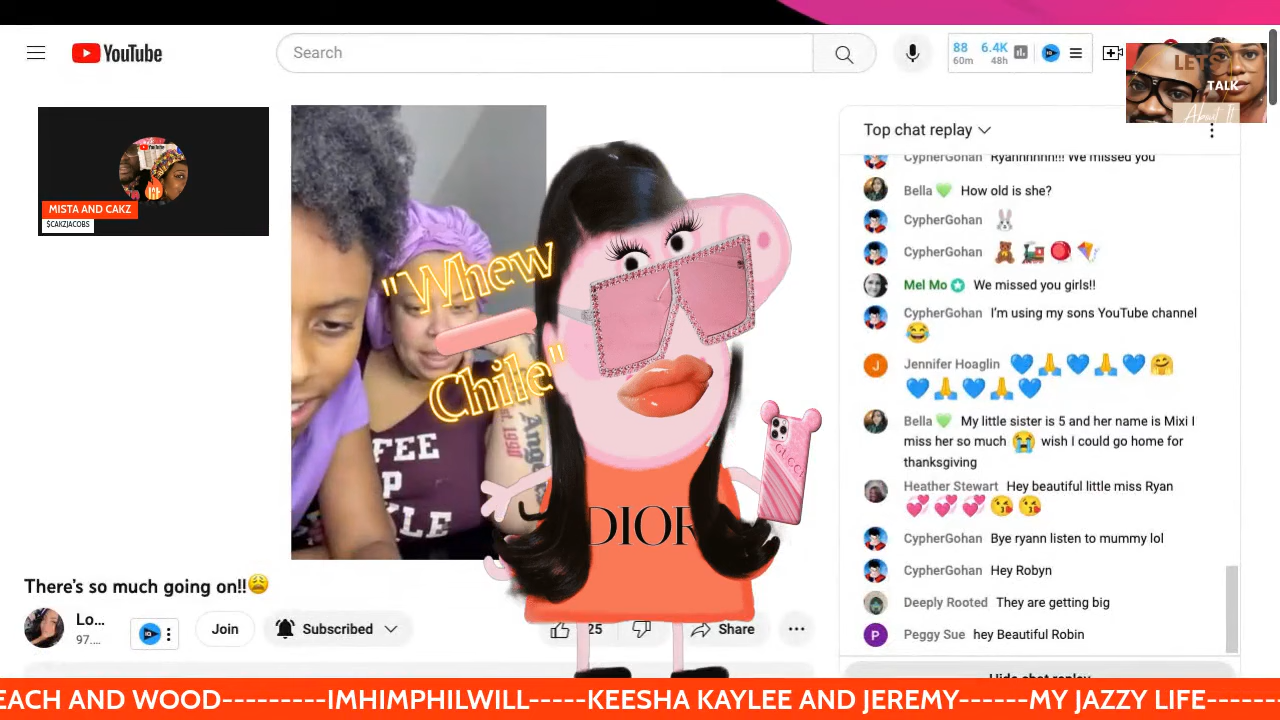 YouTube
Search
88
60m
6.4K
48h
LET'S
TALK
About It
Top chat replay
CypherGohan Ryannnnnn!!! We missed you
Bella 💚 How old is she?
CypherGohan 🐰
CypherGohan 🧸 🚂 🪀 🪁
Mel Mo We missed you girls!!
CypherGohan I'm using my sons YouTube channel 😂
J
Jennifer Hoaglin 💙 🙏 💙 🙏 💙 🤗
💙 🙏 💙 🙏 💙
Bella 💚 My little sister is 5 and her name is Mixi I
miss her so much 😭 wish I could go home for
thanksgiving
Heather Stewart Hey beautiful little miss Ryan
💞 💞 💞 😘 😘
CypherGohan Bye ryann listen to mummy lol
CypherGohan Hey Robyn
Deeply Rooted They are getting big
P
Peggy Sue hey Beautiful Robin
MISTA AND CAKZ
$CAKZJACOBS
"Whew
Chile"
DIOR
GUCCI
There's so much going on!!😩
Lo...
97....
Join
Subscribed
25
Share
EACH AND WOOD---------IMHIMPHILWILL-----KEESHA KAYLEE AND JEREMY------MY JAZZY LIFE-------